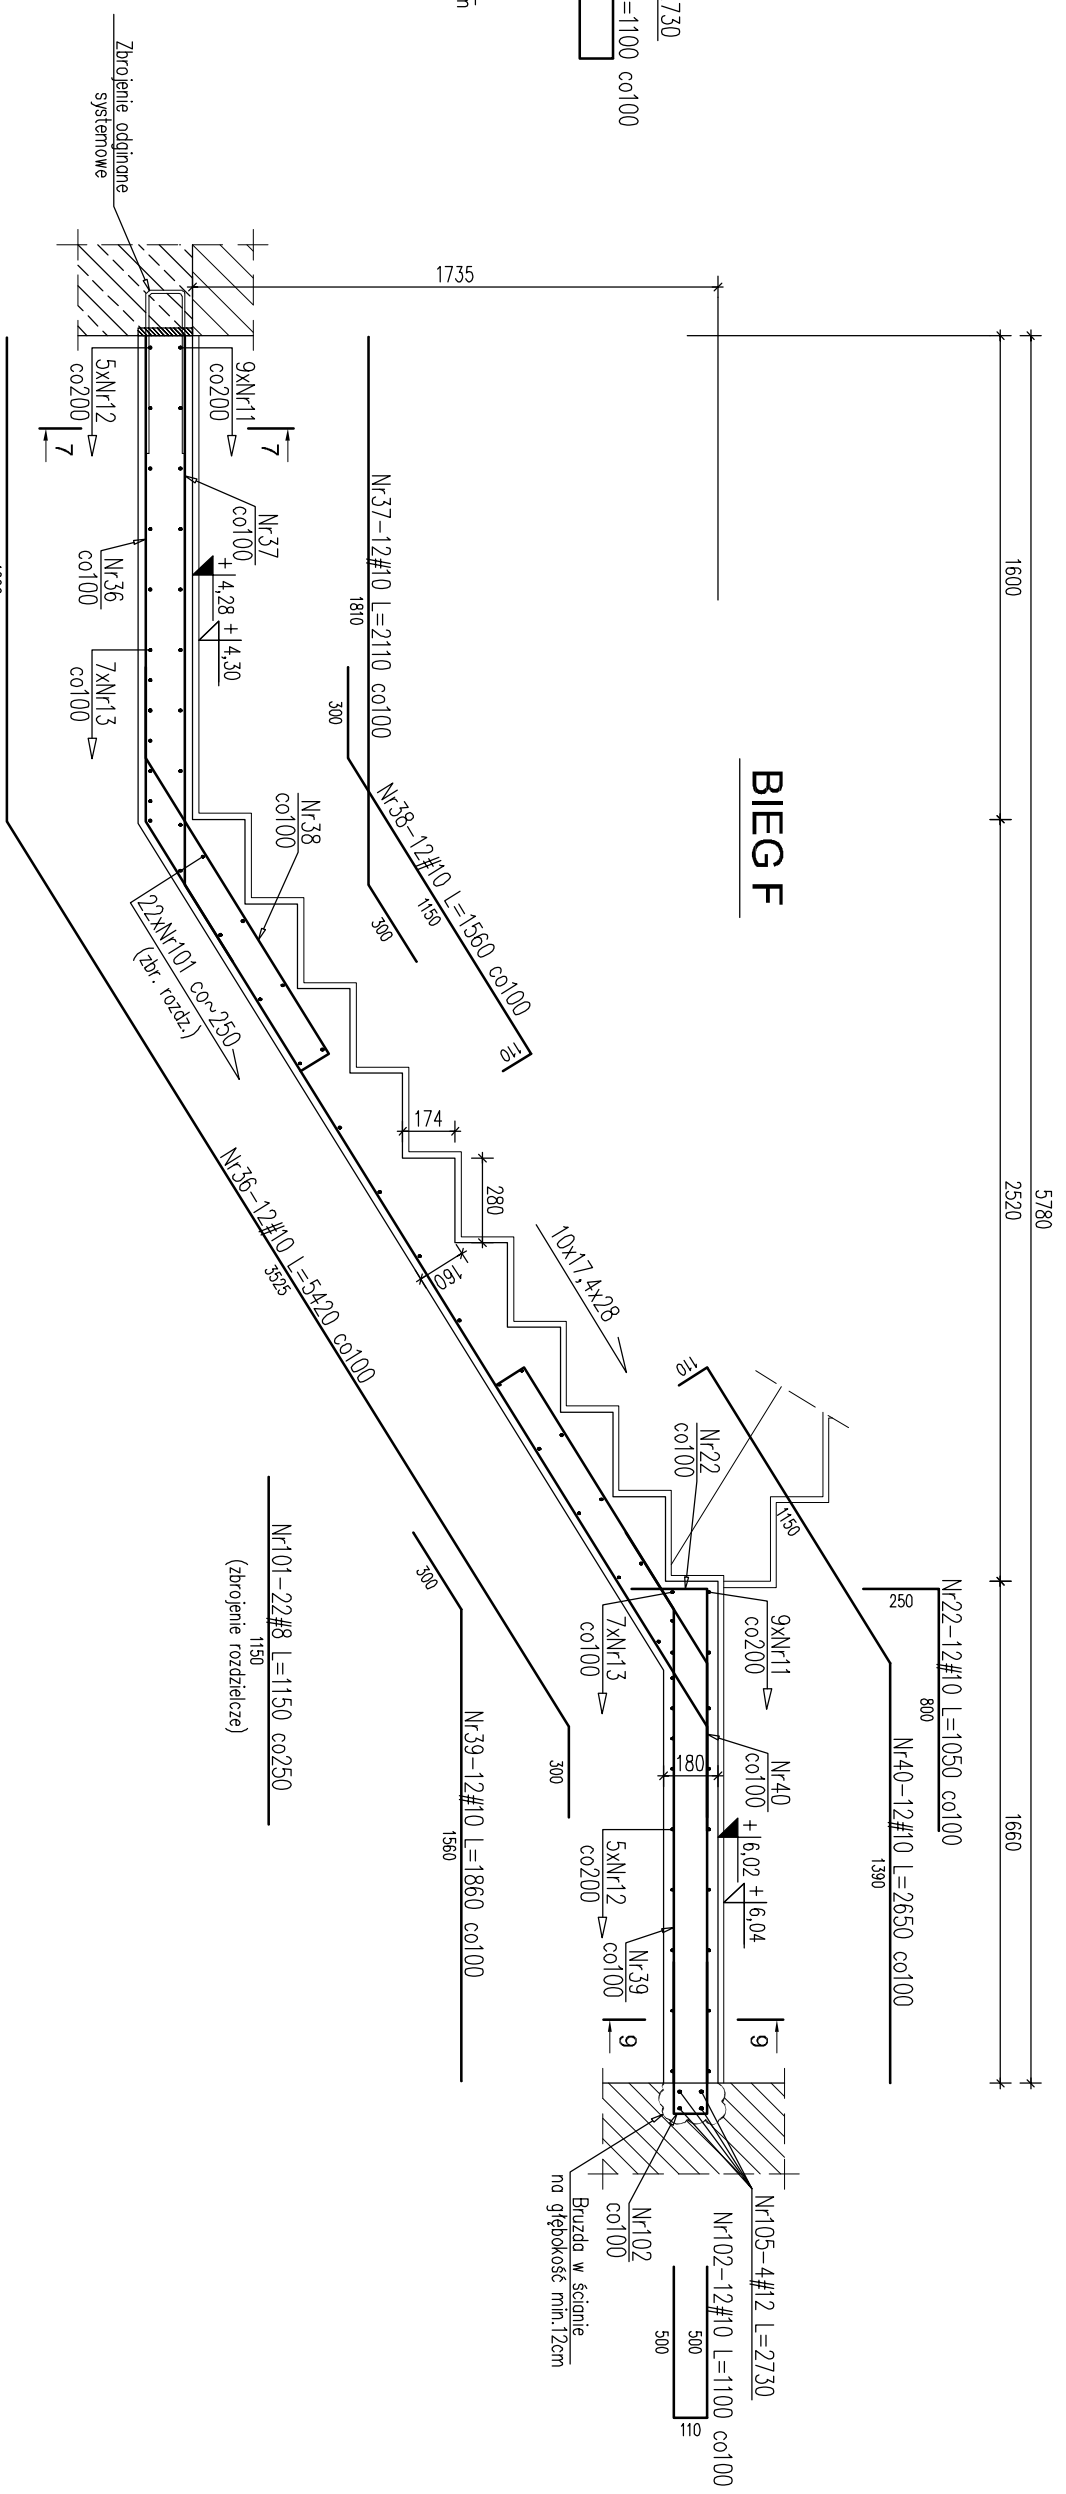 BIEG F
5780
1600
2520
1660
1735
730
=1100 co100
Zbrojenie odginane
systemowe
9xNr11
co200
5xNr12
co200
7
7
Nr37
co100
Nr36
co100
+ 4,28
+ 4,30
7xNr13
co100
Nr37-12#10 L=2110 co100
1810
300
Nr38-12#10 L=1560 co100
300
1150
110
Nr38
co100
22xNr101 co~250
(zbr. rozdz.)
174
280
160
10x17,4x28
Nr36-12#10 L=5420 co100
3525
300
Nr22
co100
110
1150
Nr40-12#10 L=2650 co100
1390
Nr22-12#10 L=1050 co100
250
800
9xNr11
co200
7xNr13
co100
Nr40
co100
180
+ 6,02
+ 6,04
5xNr12
co200
Nr39
co100
9
9
Nr39-12#10 L=1860 co100
300
1560
Nr101-22#8 L=1150 co250
1150
(zbrojenie rozdzielcze)
Nr105-4#12 L=2730
Nr102-12#10 L=1100 co100
500
500
110
Nr102
co100
Bruzda w ścianie
na głębokość min.12cm